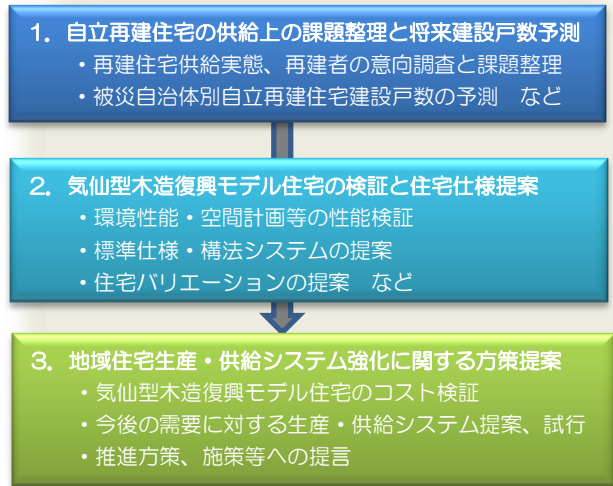 1．自立再建住宅の供給上の課題整理と将来建設戸数予測
・再建住宅供給実態、再建者の意向調査と課題整理
・被災自治体別自立再建住宅建設戸数の予測　など
2．気仙型木造復興モデル住宅の検証と住宅仕様提案
・環境性能・空間計画等の性能検証
・標準仕様・構法システムの提案
・住宅バリエーションの提案　など
3．地域住宅生産・供給システム強化に関する方策提案
・気仙型木造復興モデル住宅のコスト検証
・今後の需要に対する生産・供給システム提案、試行
・推進方策、施策等への提言